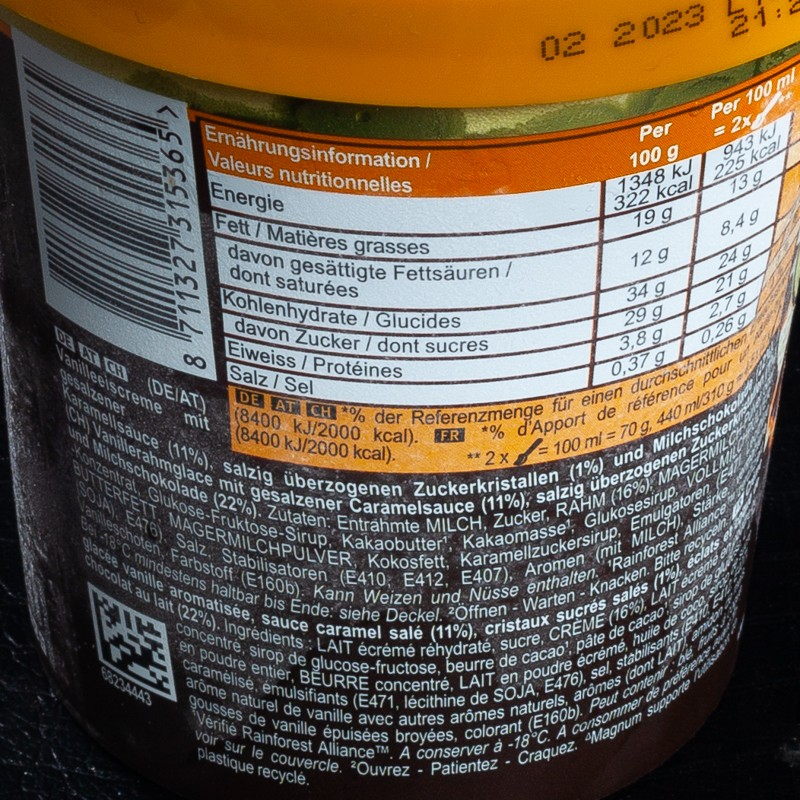 02 2023
21:2
8 711327 315365 >
Ernährungsinformation /
Valeurs nutritionnelles
Per
100 g
Per 100 ml
= 2x **
Energie
1348 kJ
322 kcal
943 kJ
225 kcal
Fett / Matières grasses
19 g
13 g
davon gesättigte Fettsäuren /
dont saturées
12 g
8,4 g
Kohlenhydrate / Glucides
34 g
24 g
davon Zucker / dont sucres
29 g
21 g
Eiweiss / Protéines
3,8 g
2,7 g
Salz / Sel
0,37 g
0,26 g
DE AT CH *% der Referenzmenge für einen durchschnittlichen
(8400 kJ/2000 kcal). FR *% d'Apport de référence pour
(8400 kJ/2000 kcal). **2 x = 100 ml = 70 g, 440 ml/310 g
DE AT CH (DE/AT)
Vanilleeiscreme mit
gesalzener
Karamellsauce (11%), salzig überzogenen Zuckerkristallen (1%) und Milchschokolade
(CH) Vanillerahmglace mit gesalzener Caramelsauce (11%), salzig überzogenen
und Milchschokolade (22%). Zutaten: Entrahmte MILCH, Zucker, RAHM (16%),
konzentrat, Glukose-Fruktose-Sirup, Kakaobutter¹, Kakaomasse¹, Glukosesirup,
BUTTERFETT, MAGERMILCHPULVER, Kokosfett, Karamellzuckersirup, Emulgatoren
SOJA), E476), Salz, Stabilisatoren (E410, E412, E407), Aromen (mit MILCH), Stärke,
Vanilleschoten, Farbstoff (E160b). Kann Weizen und Nüsse enthalten. ¹Rainforest Alliance
Bei -18°C mindestens haltbar bis Ende: siehe Deckel. ²Öffnen - Warten - Knacken. Bitte recyceln.
glacée vanille aromatisée, sauce caramel salé (11%), cristaux sucrés salés (1%), éclats
chocolat au lait (22%). Ingrédients: LAIT écrémé réhydraté, sucre, CRÈME (16%), LAIT écrémé
concentré, sirop de glucose-fructose, beurre de cacao¹, pâte de cacao¹, sirop de
en poudre entier, BEURRE concentré, LAIT en poudre écrémé, huile de coco,
caramélisé, émulsifiants (E471, lécithine de SOJA, E476), sel, stabilisants
arôme naturel de vanille avec autres arômes naturels, arômes (dont LAIT),
gousses de vanille épuisées broyées, colorant (E160b). Peut contenir:
¹Vérifié Rainforest Alliance™. A conserver à -18°C. A consommer de préférence
voir sur le couvercle. ²Ouvrez - Patientez - Craquez. ^Magnum supporte
plastique recyclé.
68234443